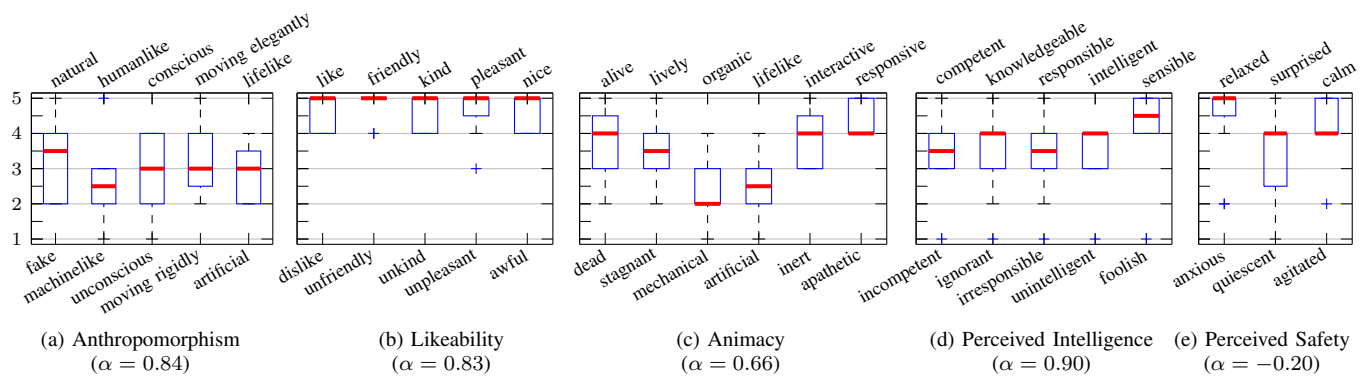 natural humanlike conscious moving elegantly lifelike
like friendly kind pleasant nice
alive lively organic lifelike interactive responsive
competent knowledgeable responsible intelligent sensible
relaxed surprised calm
5
4
3
2
1
fake machinelike unconscious moving rigidly artificial
dislike unfriendly unkind unpleasant awful
dead stagnant mechanical artificial inert apathetic
incompetent ignorant irresponsible unintelligent foolish
anxious quiescent agitated
(a) Anthropomorphism
(α = 0.84)
(b) Likeability
(α = 0.83)
(c) Animacy
(α = 0.66)
(d) Perceived Intelligence
(α = 0.90)
(e) Perceived Safety
(α = −0.20)